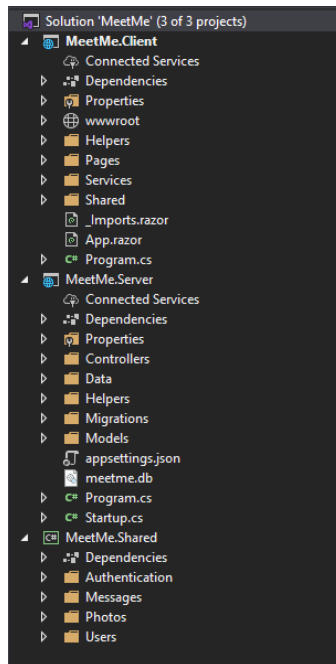 Solution 'MeetMe' (3 of 3 projects)
MeetMe.Client
Connected Services
Dependencies
Properties
wwwroot
Helpers
Pages
Services
Shared
_Imports.razor
App.razor
C# Program.cs
MeetMe.Server
Connected Services
Dependencies
Properties
Controllers
Data
Helpers
Migrations
Models
appsettings.json
meetme.db
C# Program.cs
C# Startup.cs
C# MeetMe.Shared
Dependencies
Authentication
Messages
Photos
Users